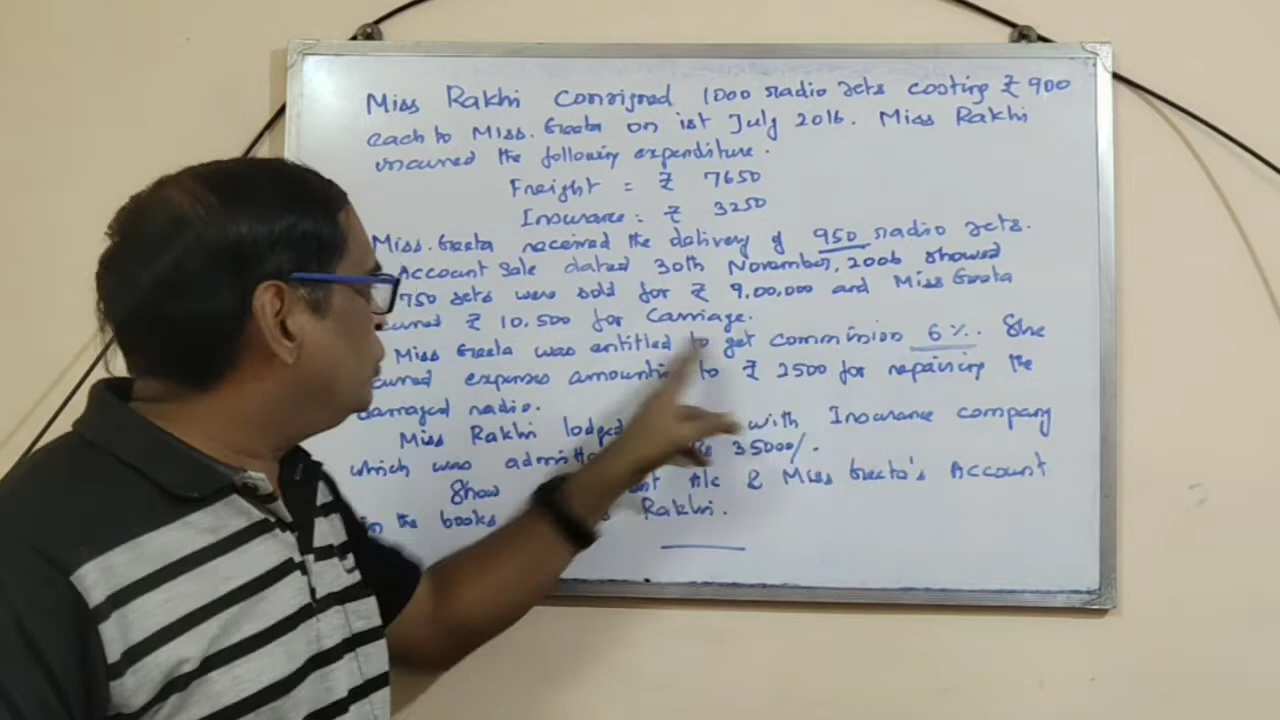 Miss Rakhi consigned 1000 radio sets costing ₹ 900
each to Miss. Geeta on 1st July 2016. Miss Rakhi
incurred the following expenditure.
Freight = ₹ 7650
Insurance: ₹ 3250
Miss. Geeta received the delivery of 950 radio sets.
Account Sale dated 30th November, 2006 showed
750 sets were sold for ₹ 9,00,000 and Miss Geeta
₹ 10,500 for Carriage.
Miss Geeta was entitled to get commission 6 %. She
expenses amounting to ₹ 2500 for repairing the
damaged radio.
Miss Rakhi lodged with Insurance company
which was 35000/.
Show A/c & Miss Geeta's Account
in the books Rakhi.